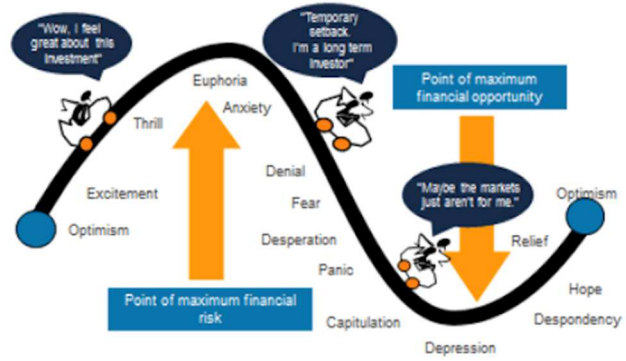 "Wow, I feel
great about this
Investment"
"Temporary
setback.
I'm a long term
Investor"
Point of maximum
financial opportunity
Euphoria
Anxiety
Thrill
Denial
"Maybe the markets
just aren't for me."
Excitement
Fear
Optimism
Optimism
Desperation
Relief
Panic
Point of maximum financial
risk
Hope
Capitulation
Despondency
Depression